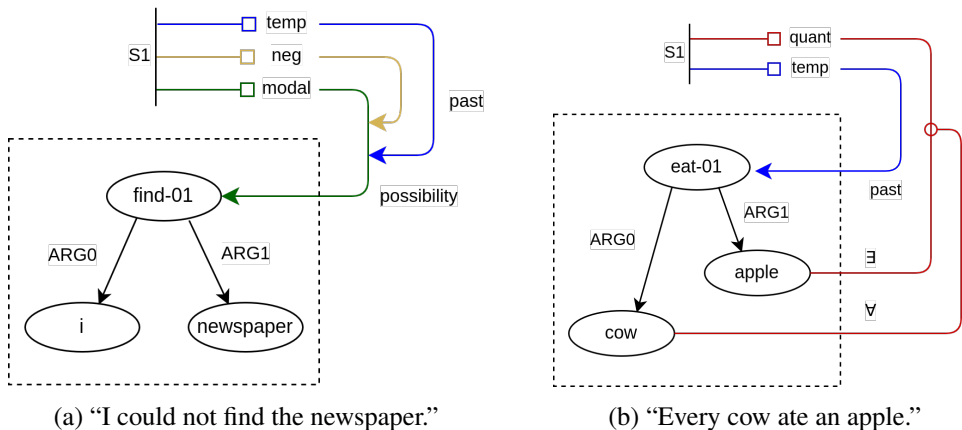 temp
neg
S1
modal
past
find-01
possibility
ARG0
ARG1
i
newspaper
(a) “I could not find the newspaper.”
quant
S1
temp
eat-01
past
ARG1
ARG0
∃
apple
∀
cow
(b) “Every cow ate an apple.”